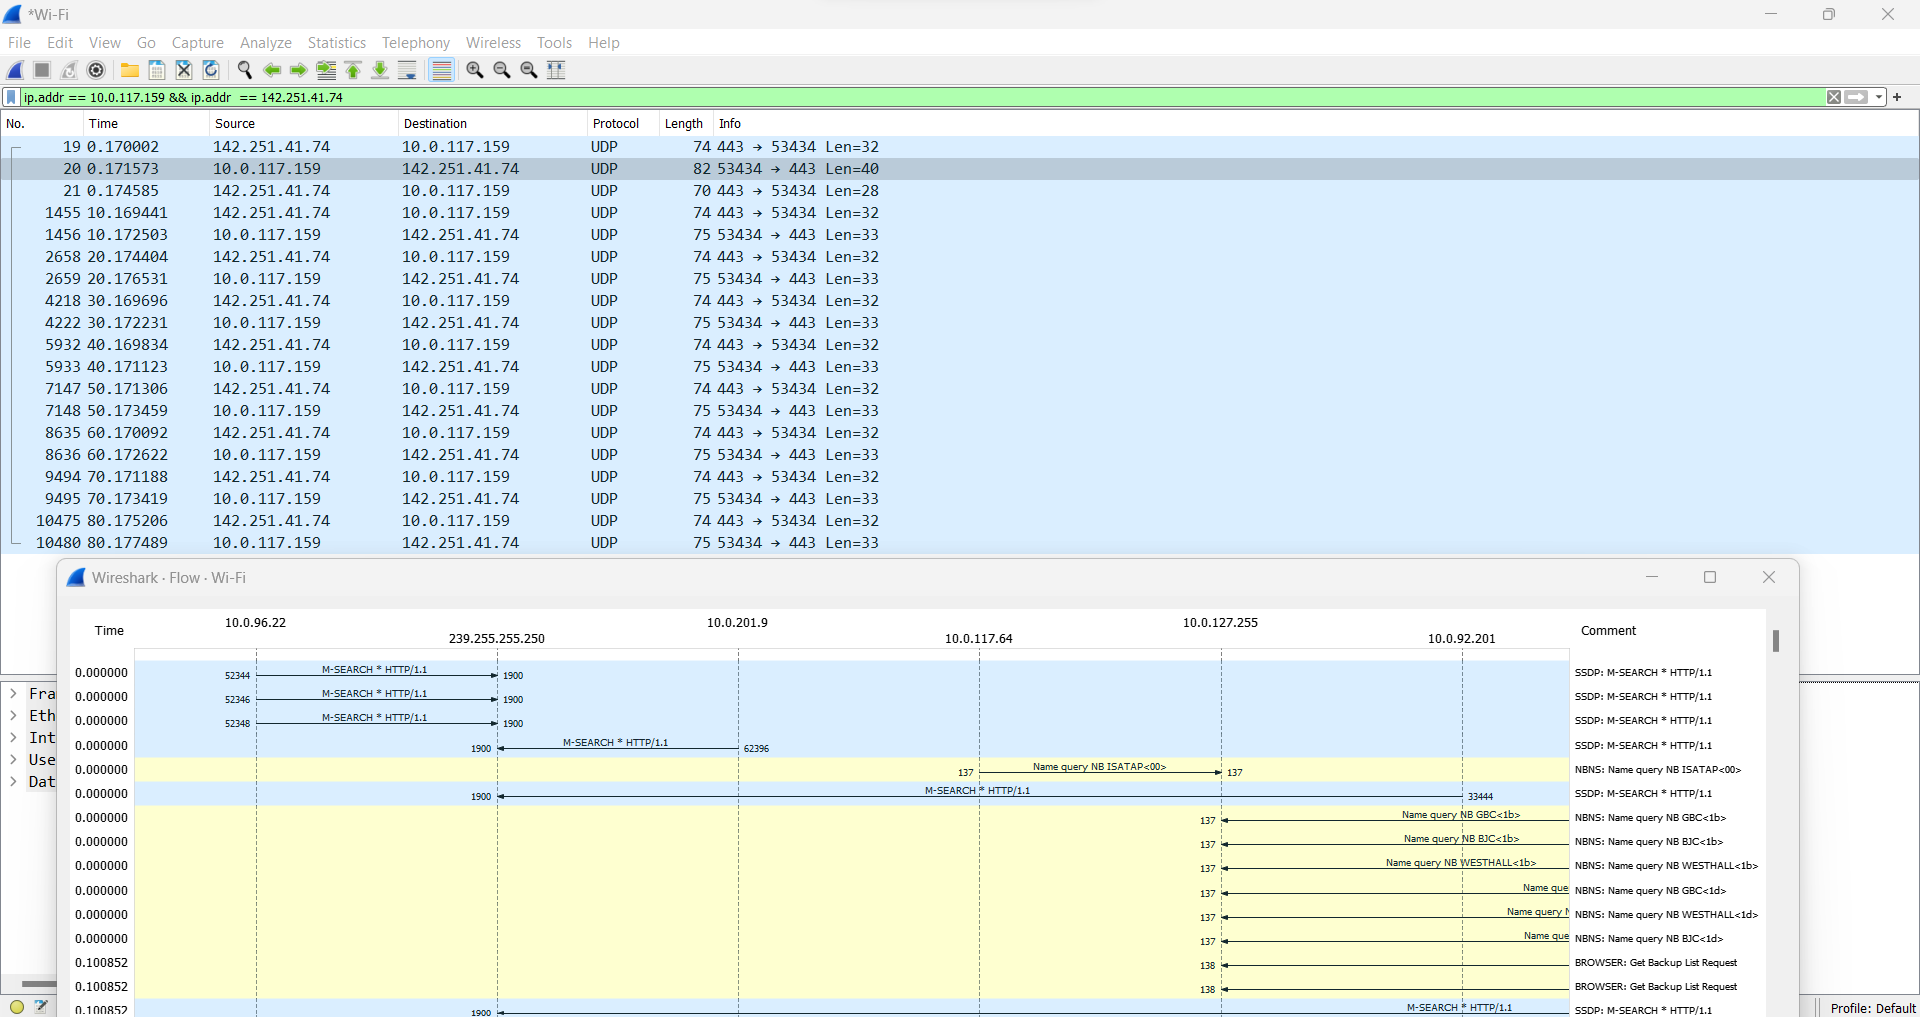 *Wi-Fi
File Edit View Go Capture Analyze Statistics Telephony Wireless Tools Help
ip.addr == 10.0.117.159 && ip.addr == 142.251.41.74
No. Time Source Destination Protocol Length Info
19 0.170002 142.251.41.74 10.0.117.159 UDP 74 443 → 53434 Len=32
20 0.171573 10.0.117.159 142.251.41.74 UDP 82 53434 → 443 Len=40
21 0.174585 142.251.41.74 10.0.117.159 UDP 70 443 → 53434 Len=28
1455 10.169441 142.251.41.74 10.0.117.159 UDP 74 443 → 53434 Len=32
1456 10.172503 10.0.117.159 142.251.41.74 UDP 75 53434 → 443 Len=33
2658 20.174404 142.251.41.74 10.0.117.159 UDP 74 443 → 53434 Len=32
2659 20.176531 10.0.117.159 142.251.41.74 UDP 75 53434 → 443 Len=33
4218 30.169696 142.251.41.74 10.0.117.159 UDP 74 443 → 53434 Len=32
4222 30.172231 10.0.117.159 142.251.41.74 UDP 75 53434 → 443 Len=33
5932 40.169834 142.251.41.74 10.0.117.159 UDP 74 443 → 53434 Len=32
5933 40.171123 10.0.117.159 142.251.41.74 UDP 75 53434 → 443 Len=33
7147 50.171306 142.251.41.74 10.0.117.159 UDP 74 443 → 53434 Len=32
7148 50.173459 10.0.117.159 142.251.41.74 UDP 75 53434 → 443 Len=33
8635 60.170092 142.251.41.74 10.0.117.159 UDP 74 443 → 53434 Len=32
8636 60.172622 10.0.117.159 142.251.41.74 UDP 75 53434 → 443 Len=33
9494 70.171188 142.251.41.74 10.0.117.159 UDP 74 443 → 53434 Len=32
9495 70.173419 10.0.117.159 142.251.41.74 UDP 75 53434 → 443 Len=33
10475 80.175206 142.251.41.74 10.0.117.159 UDP 74 443 → 53434 Len=32
10480 80.177489 10.0.117.159 142.251.41.74 UDP 75 53434 → 443 Len=33
Fra
Eth
Int
Use
Dat
Wireshark · Flow · Wi-Fi
10.0.96.22 10.0.201.9 10.0.127.255
Time Comment
239.255.255.250 10.0.117.64 10.0.92.201
0.000000 52344 M-SEARCH * HTTP/1.1 1900 SSDP: M-SEARCH * HTTP/1.1
0.000000 52346 M-SEARCH * HTTP/1.1 1900 SSDP: M-SEARCH * HTTP/1.1
0.000000 52348 M-SEARCH * HTTP/1.1 1900 SSDP: M-SEARCH * HTTP/1.1
0.000000 1900 M-SEARCH * HTTP/1.1 62396 SSDP: M-SEARCH * HTTP/1.1
0.000000 137 Name query NB ISATAP<00> 137 NBNS: Name query NB ISATAP<00>
0.000000 1900 M-SEARCH * HTTP/1.1 33444 SSDP: M-SEARCH * HTTP/1.1
0.000000 137 Name query NB GBC<1b> NBNS: Name query NB GBC<1b>
0.000000 137 Name query NB BJC<1b> NBNS: Name query NB BJC<1b>
0.000000 137 Name query NB WESTHALL<1b> NBNS: Name query NB WESTHALL<1b>
0.000000 137 Name que NBNS: Name query NB GBC<1d>
0.000000 137 Name query N NBNS: Name query NB WESTHALL<1d>
0.000000 137 Name que NBNS: Name query NB BJC<1d>
0.100852 138 BROWSER: Get Backup List Request
0.100852 138 BROWSER: Get Backup List Request
0.100852 1900 M-SEARCH * HTTP/1.1 SSDP: M-SEARCH * HTTP/1.1
Profile: Default